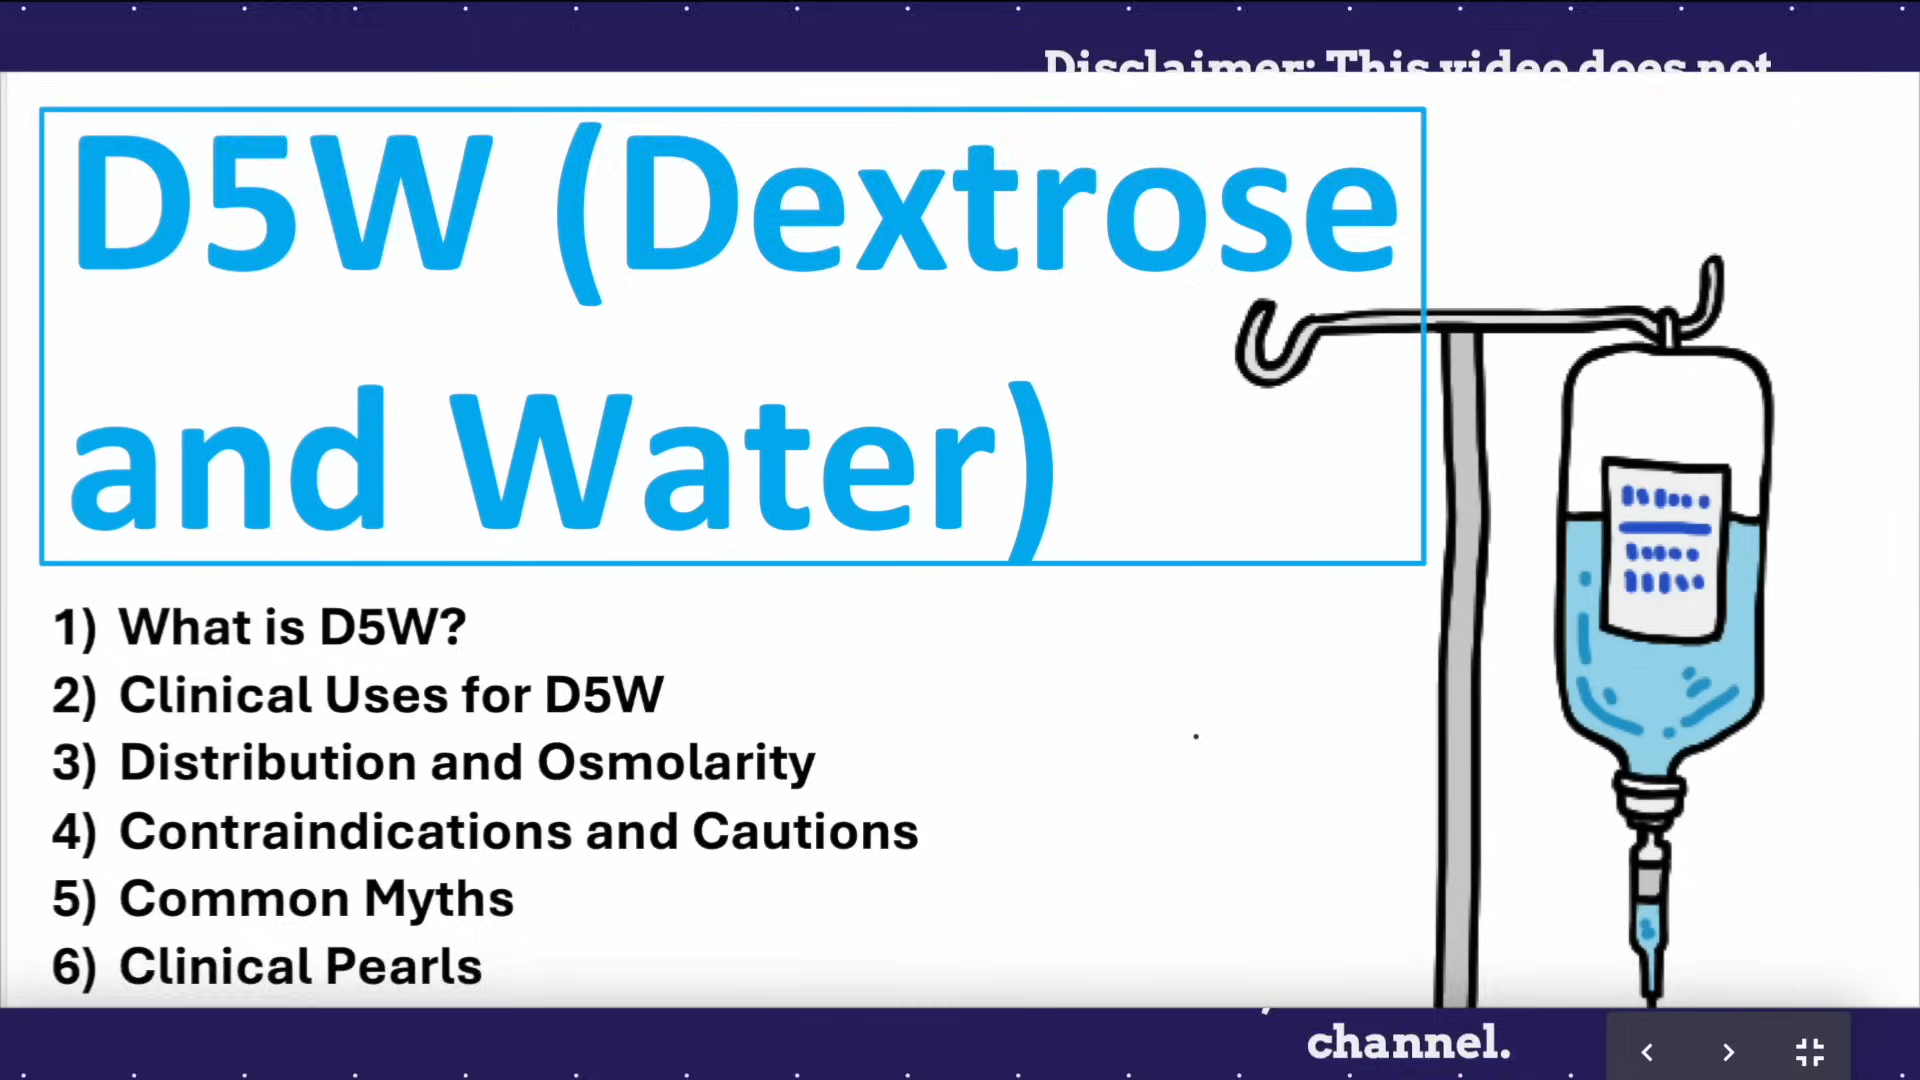 Disclaimer: This video does not
D5W (Dextrose
and Water)
1) What is D5W?
2) Clinical Uses for D5W
3) Distribution and Osmolarity
4) Contraindications and Cautions
5) Common Myths
6) Clinical Pearls
channel.